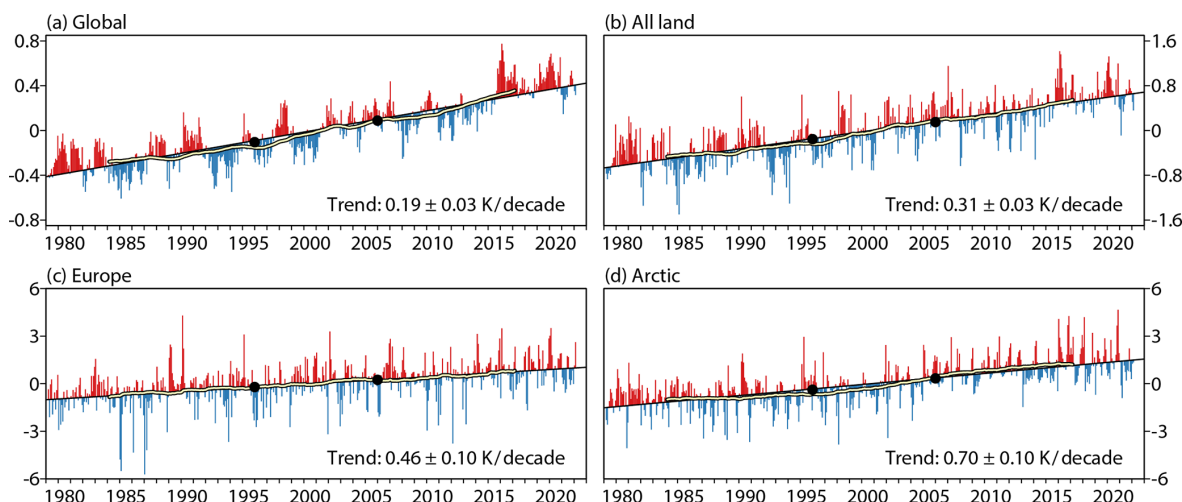 (a) Global
(b) All land
0.8
0.4
0
-0.4
-0.8
1.6
0.8
0
-0.8
-1.6
Trend: 0.19 ± 0.03 K/decade
Trend: 0.31 ± 0.03 K/decade
1980 1985 1990 1995 2000 2005 2010 2015 2020
1980 1985 1990 1995 2000 2005 2010 2015 2020
(c) Europe
(d) Arctic
6
3
0
-3
-6
6
3
0
-3
-6
Trend: 0.46 ± 0.10 K/decade
Trend: 0.70 ± 0.10 K/decade
1980 1985 1990 1995 2000 2005 2010 2015 2020
1980 1985 1990 1995 2000 2005 2010 2015 2020